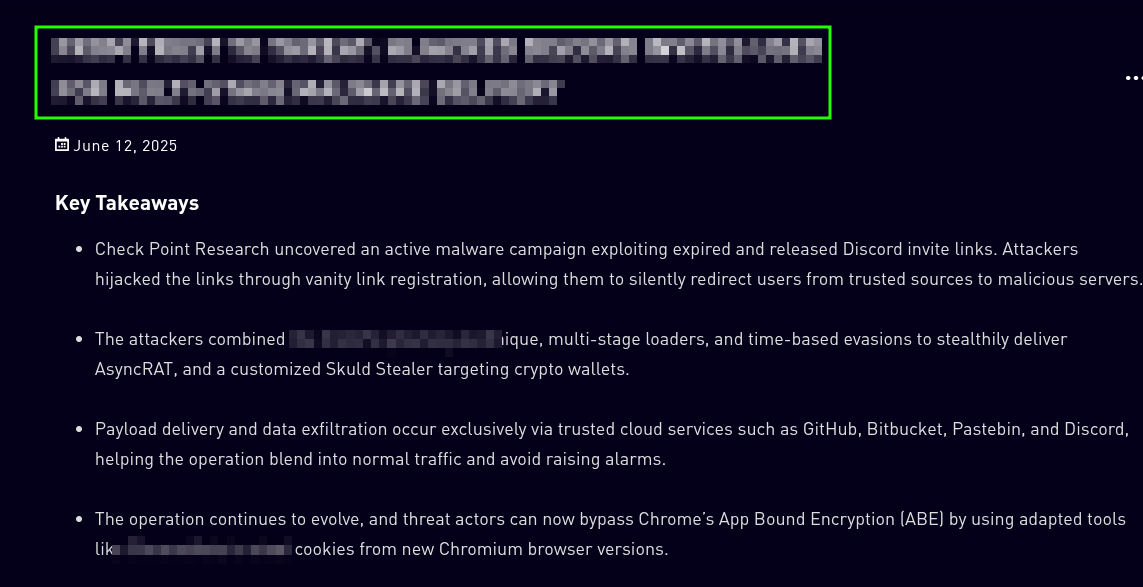 June 12, 2025
Key Takeaways
Check Point Research uncovered an active malware campaign exploiting expired and released Discord invite links. Attackers
hijacked the links through vanity link registration, allowing them to silently redirect users from trusted sources to malicious servers.
The attackers combined ique, multi-stage loaders, and time-based evasions to stealthily deliver
AsyncRAT, and a customized Skuld Stealer targeting crypto wallets.
Payload delivery and data exfiltration occur exclusively via trusted cloud services such as GitHub, Bitbucket, Pastebin, and Discord,
helping the operation blend into normal traffic and avoid raising alarms.
The operation continues to evolve, and threat actors can now bypass Chrome’s App Bound Encryption (ABE) by using adapted tools
lik cookies from new Chromium browser versions.